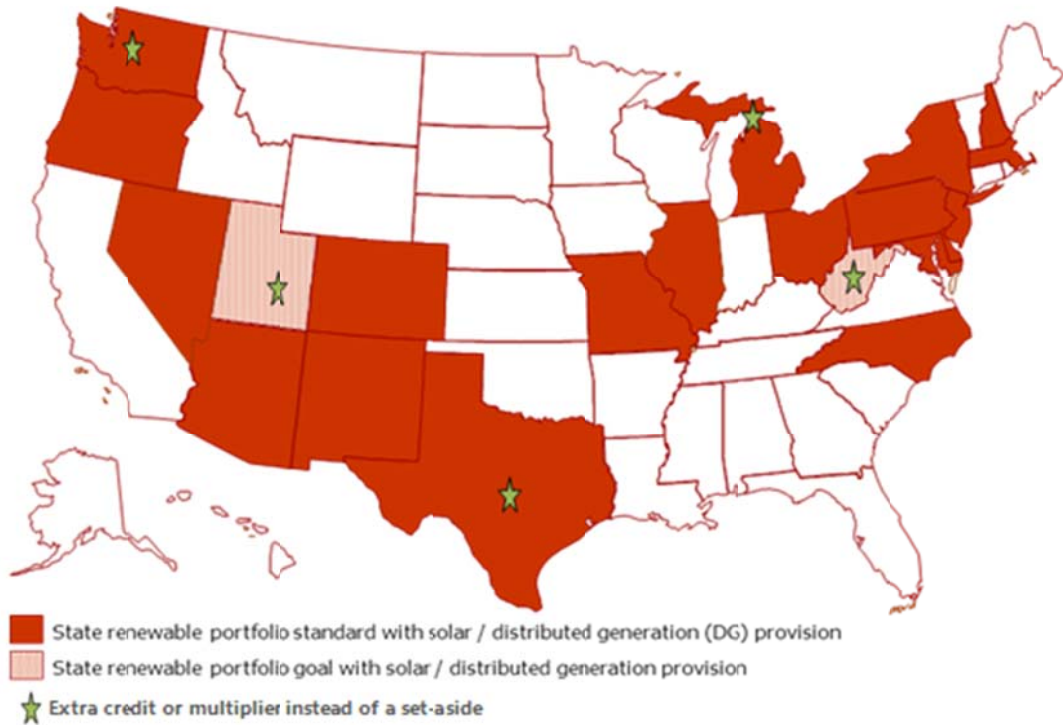 State renewable portfolio standard with solar / distributed generation (DG) provision
State renewable portfolio goal with solar / distributed generation provision
Extra credit or multiplier instead of a set-aside